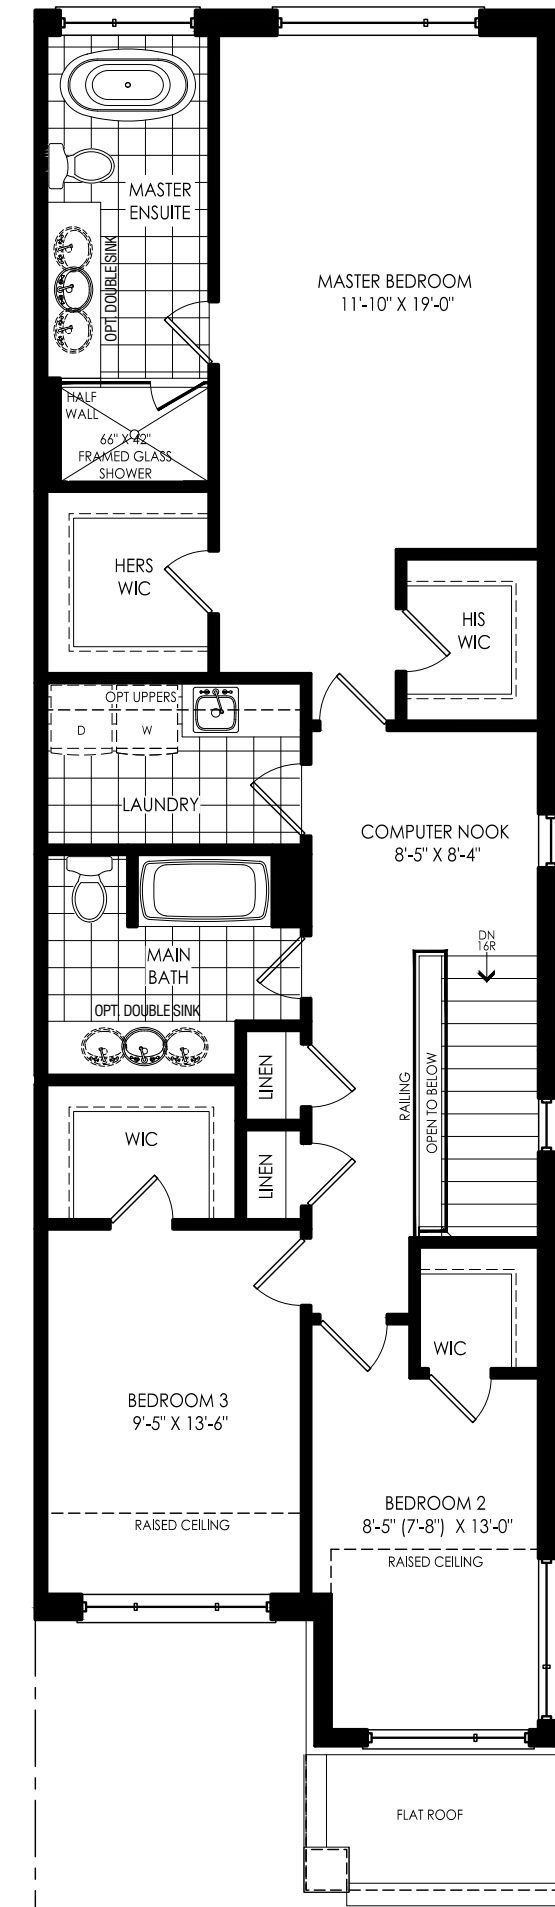 MASTER
ENSUITE
OPT. DOUBLE SINK
MASTER BEDROOM
11'-10" X 19'-0"
HALF
WALL
66" X 42"
FRAMED GLASS
SHOWER
HERS
WIC
HIS
WIC
OPT UPPERS
D
W
LAUNDRY
COMPUTER NOOK
8'-5" X 8'-4"
DN
16R
MAIN
BATH
OPT. DOUBLE SINK
LINEN
RAILING
OPEN TO BELOW
WIC
LINEN
WIC
BEDROOM 3
9'-5" X 13'-6"
RAISED CEILING
BEDROOM 2
8'-5" (7'-8") X 13'-0"
RAISED CEILING
FLAT ROOF